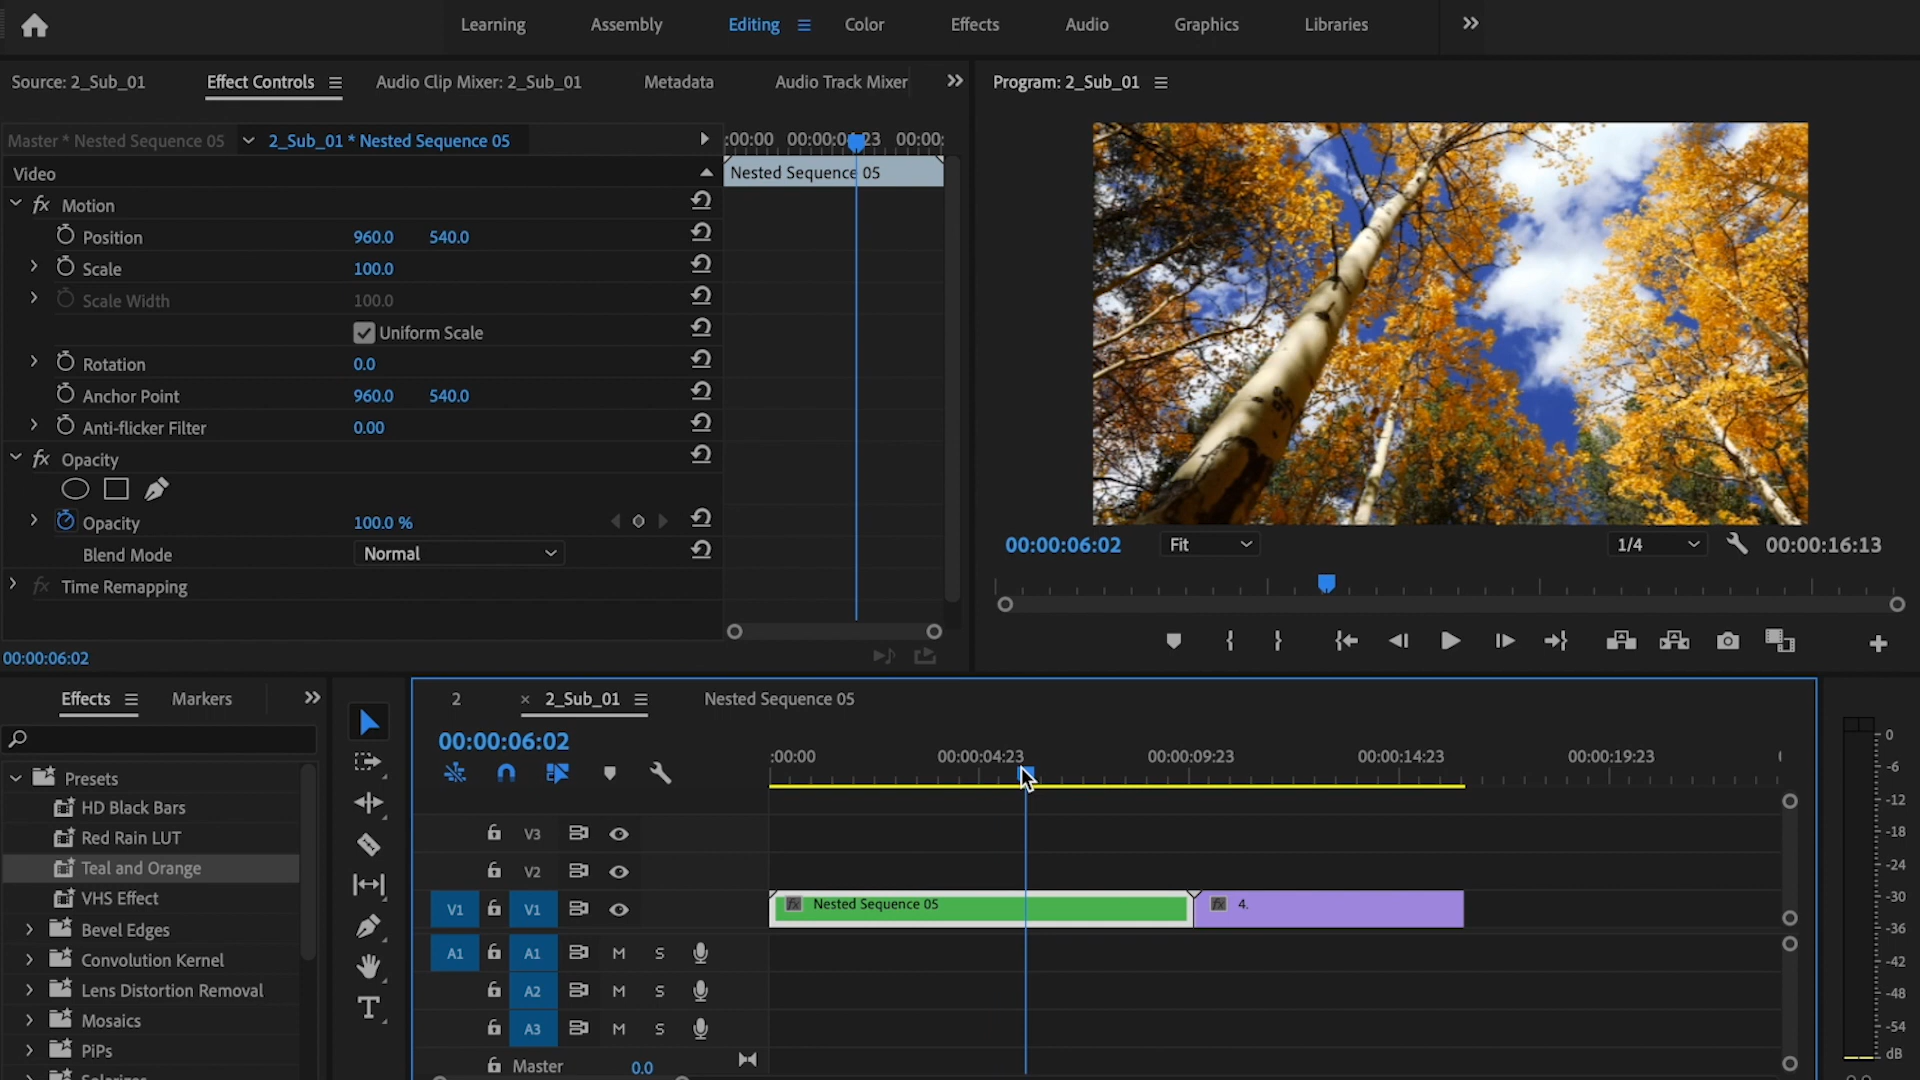 Learning Assembly Editing Color Effects Audio Graphics Libraries
Source: 2_Sub_01 Effect Controls Audio Clip Mixer: 2_Sub_01 Metadata Audio Track Mixer
Program: 2_Sub_01
Master * Nested Sequence 05 2_Sub_01 * Nested Sequence 05
:00:00 00:00:04:23 00:00:
Video
Nested Sequence 05
fx Motion
Position 960.0 540.0
Scale 100.0
Scale Width 100.0
Uniform Scale
Rotation 0.0
Anchor Point 960.0 540.0
Anti-flicker Filter 0.00
fx Opacity
Opacity 100.0 %
Blend Mode Normal
fx Time Remapping
00:00:06:02
00:00:06:02 Fit 1/4 00:00:16:13
Effects Markers
Presets
HD Black Bars
Red Rain LUT
Teal and Orange
VHS Effect
Bevel Edges
Convolution Kernel
Lens Distortion Removal
Mosaics
PiPs
Solarizes
T
2 × 2_Sub_01 Nested Sequence 05
00:00:06:02
:00:00 00:00:04:23 00:00:09:23 00:00:14:23 00:00:19:23
V3
V2
V1 V1
fx Nested Sequence 05 fx 4.
A1 A1 M S
A2 M S
A3 M S
Master 0.0
0
-6
-12
-18
-24
-30
-36
-42
-48
-54
dB